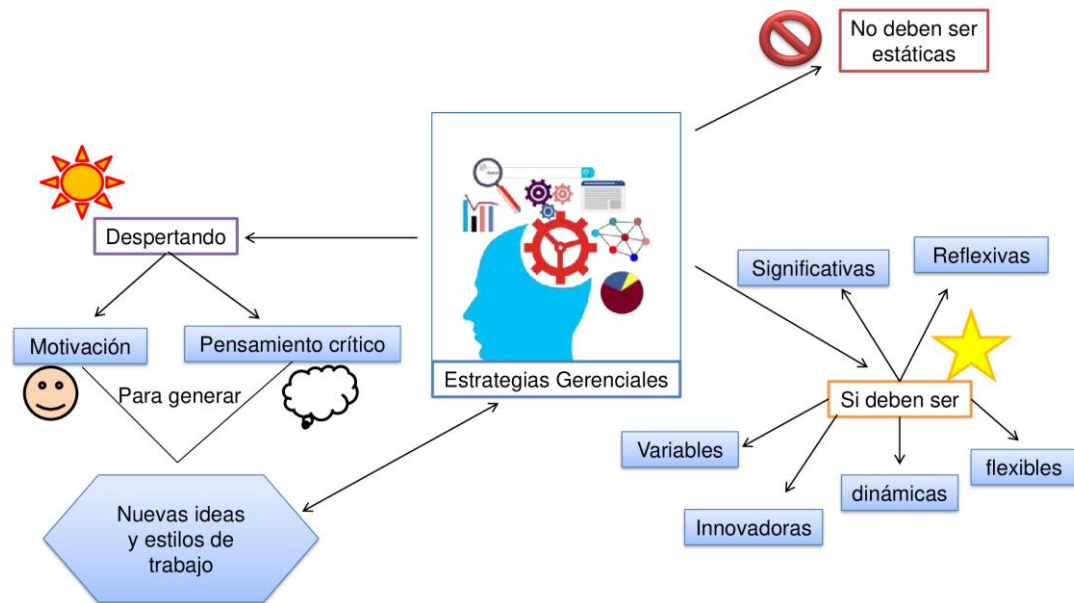 No deben ser
estáticas
Despertando
Significativas
Reflexivas
Motivación
Pensamiento crítico
Estrategias Gerenciales
Para generar
Si deben ser
Variables
flexibles
dinámicas
Innovadoras
Nuevas ideas
y estilos de
trabajo